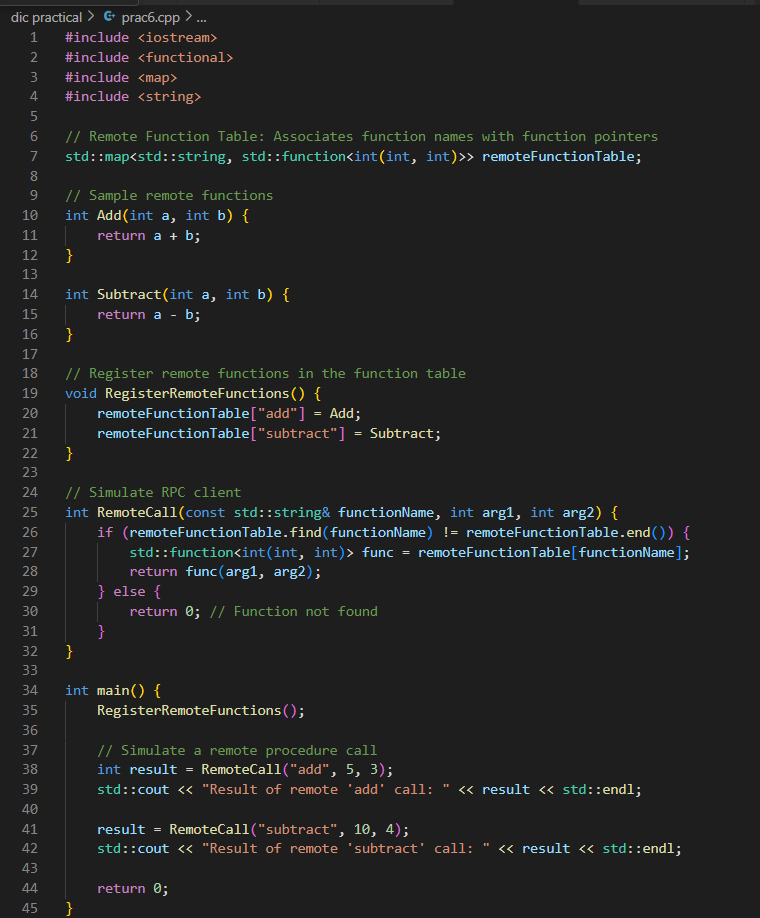 dic practical > prac6.cpp > ...
1 #include <iostream>
2 #include <functional>
3 #include <map>
4 #include <string>
5
6 // Remote Function Table: Associates function names with function pointers
7 std::map<std::string, std::function<int(int, int)>> remoteFunctionTable;
8
9 // Sample remote functions
10 int Add(int a, int b) {
11     return a + b;
12 }
13
14 int Subtract(int a, int b) {
15     return a - b;
16 }
17
18 // Register remote functions in the function table
19 void RegisterRemoteFunctions() {
20     remoteFunctionTable["add"] = Add;
21     remoteFunctionTable["subtract"] = Subtract;
22 }
23
24 // Simulate RPC client
25 int RemoteCall(const std::string& functionName, int arg1, int arg2) {
26     if (remoteFunctionTable.find(functionName) != remoteFunctionTable.end()) {
27         std::function<int(int, int)> func = remoteFunctionTable[functionName];
28         return func(arg1, arg2);
29     } else {
30         return 0; // Function not found
31     }
32 }
33
34 int main() {
35     RegisterRemoteFunctions();
36
37     // Simulate a remote procedure call
38     int result = RemoteCall("add", 5, 3);
39     std::cout << "Result of remote 'add' call: " << result << std::endl;
40
41     result = RemoteCall("subtract", 10, 4);
42     std::cout << "Result of remote 'subtract' call: " << result << std::endl;
43
44     return 0;
45 }